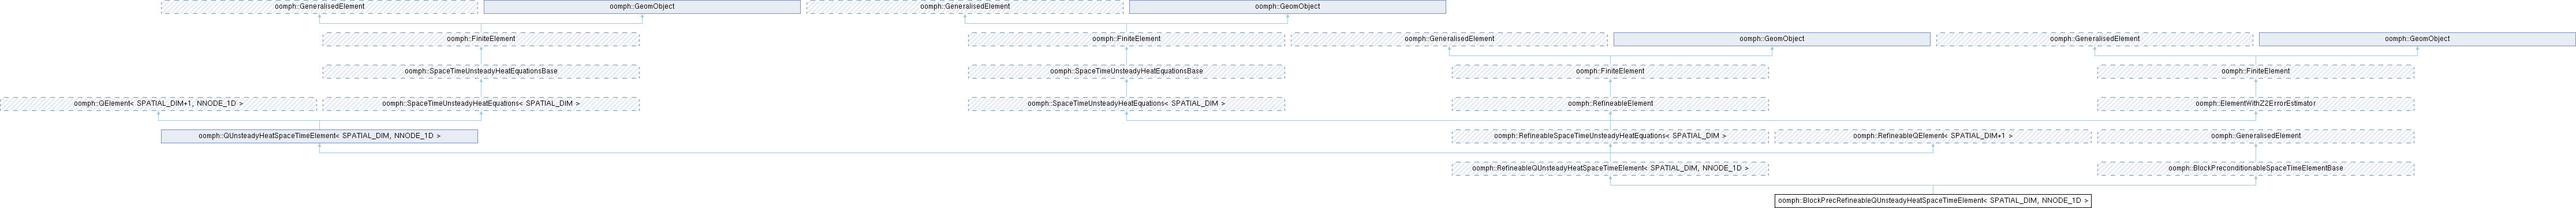 oomph::GeneralisedElement
oomph::GeomObject
oomph::GeneralisedElement
oomph::GeomObject
oomph::FiniteElement
oomph::FiniteElement
oomph::GeneralisedElement
oomph::GeomObject
oomph::GeneralisedElement
oomph::GeomObject
oomph::SpaceTimeUnsteadyHeatEquationsBase
oomph::SpaceTimeUnsteadyHeatEquationsBase
oomph::FiniteElement
oomph::FiniteElement
oomph::QElement< SPATIAL_DIM+1, NNODE_1D >
oomph::SpaceTimeUnsteadyHeatEquations< SPATIAL_DIM >
oomph::SpaceTimeUnsteadyHeatEquations< SPATIAL_DIM >
oomph::RefineableElement
oomph::ElementWithZ2ErrorEstimator
oomph::QUnsteadyHeatSpaceTimeElement< SPATIAL_DIM, NNODE_1D >
oomph::RefineableSpaceTimeUnsteadyHeatEquations< SPATIAL_DIM >
oomph::RefineableQElement< SPATIAL_DIM+1 >
oomph::GeneralisedElement
oomph::RefineableQUnsteadyHeatSpaceTimeElement< SPATIAL_DIM, NNODE_1D >
oomph::BlockPreconditionableSpaceTimeElementBase
oomph::BlockPrecRefineableQUnsteadyHeatSpaceTimeElement< SPATIAL_DIM, NNODE_1D >